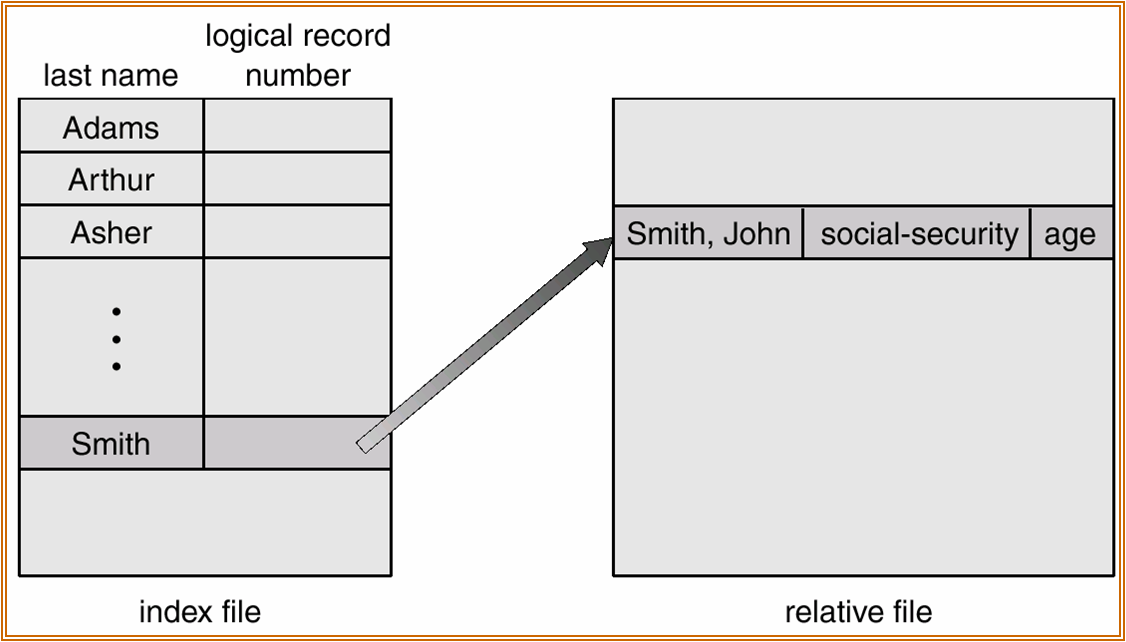 logical record
last name number
Adams
Arthur
Asher
Smith, John social-security age
Smith
index file relative file